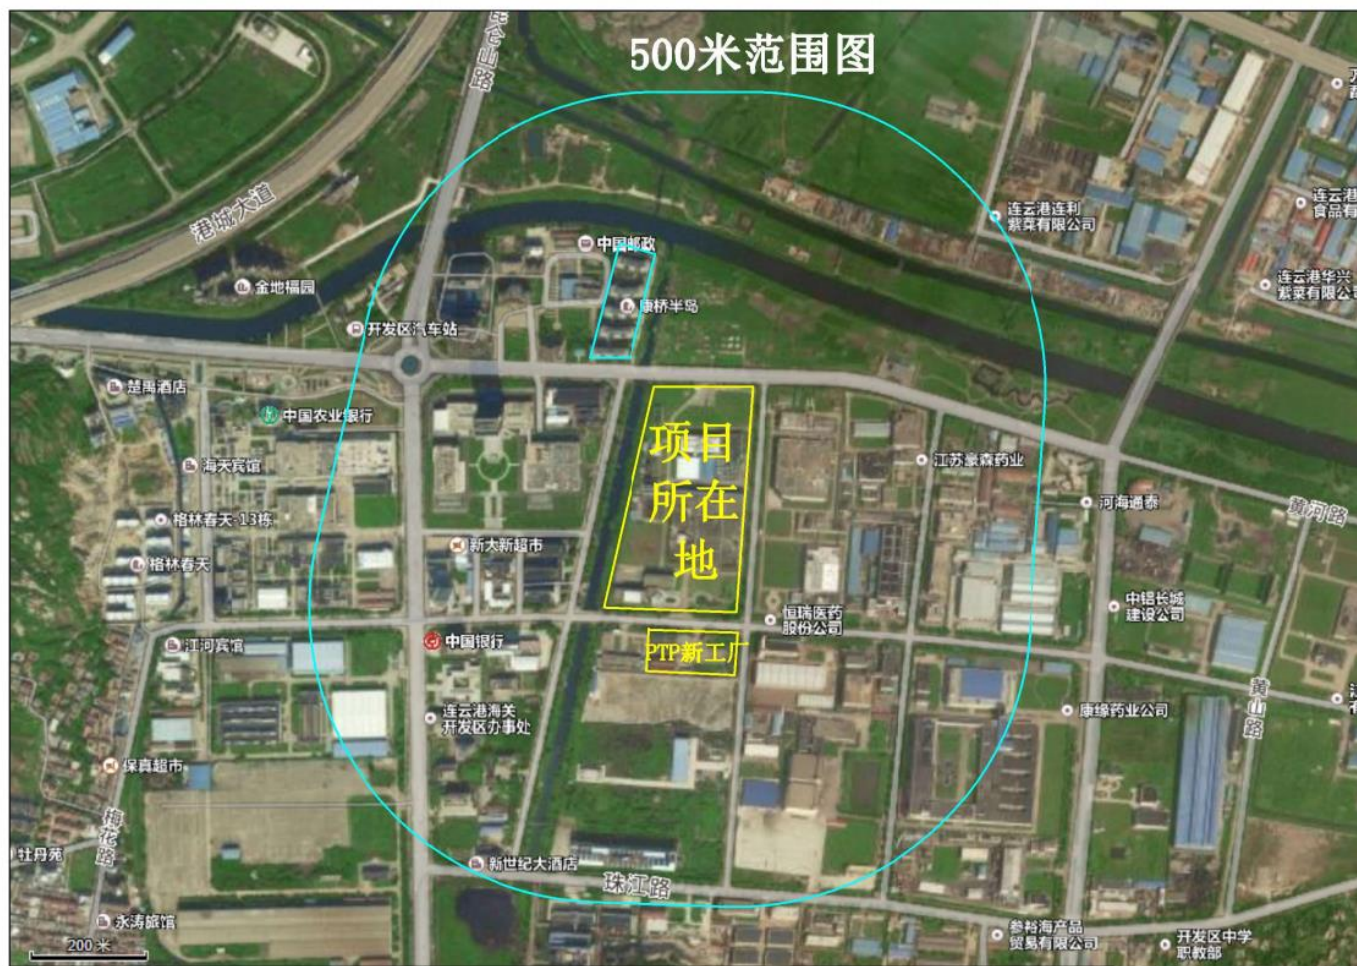 500米范围图
昆仑山路
港城大道
中国邮政
连云港连利
紫菜有限公司
连云港
食品有
连云港华兴
紫菜有限公司
金地福园
康桥半岛
开发区汽车站
楚禹酒店
中国农业银行
海天宾馆
项目
所在
地
江苏豪森药业
河海通泰
黄河路
格林春天-13栋
新大新超市
格林春天
恒瑞医药
股份公司
中铝长城
建设公司
江河宾馆
中国银行
PTP新工厂
连云港海关
开发区办事处
康缘药业公司
黄山路
保真超市
梅花路
牡丹苑
新世纪大酒店
珠江路
永涛旅馆
200 米
参裕海产品
贸易有限公司
开发区中学
职教部